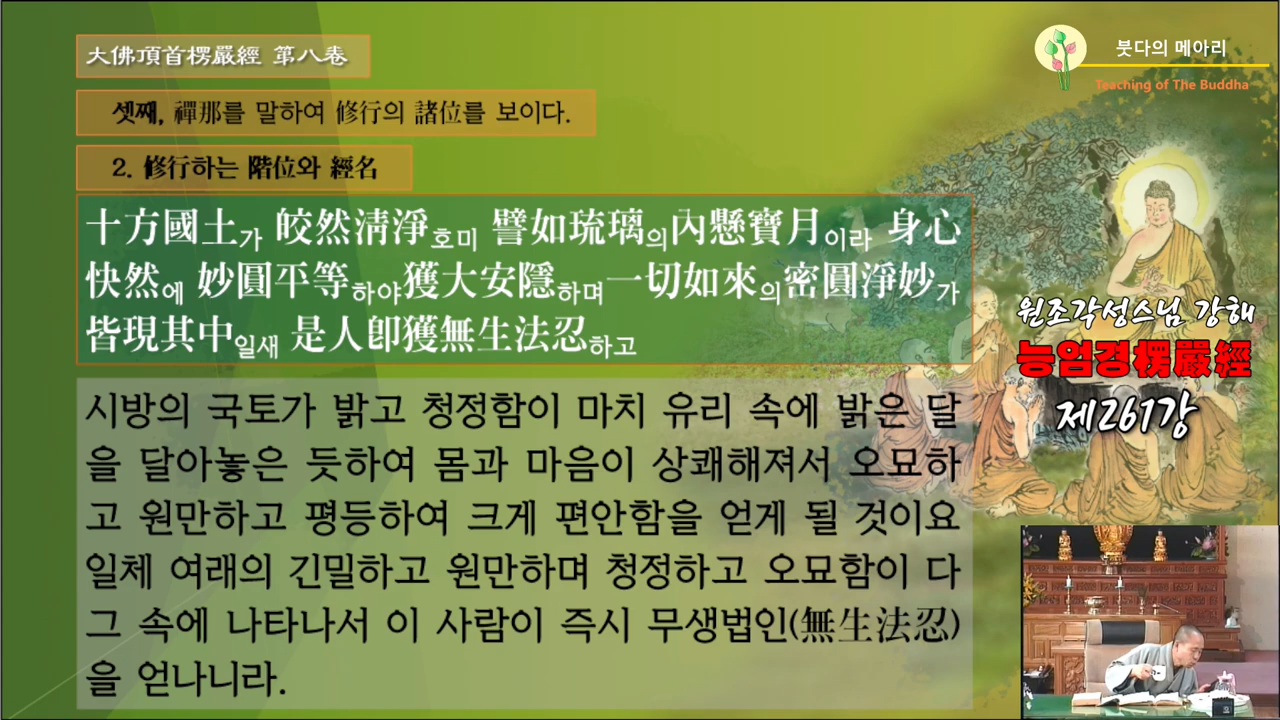 大佛頂首楞嚴經 第八卷
셋째, 禪那를 말하여 修行의 諸位를 보이다.
2. 修行하는 階位와 經名
十方國土가 皎然淸淨호미 譬如琉璃의內懸寶月이라 身心
快然에 妙圓平等하야獲大安隱하며一切如來의密圓淨妙가
皆現其中일새 是人卽獲無生法忍하고
시방의 국토가 밝고 청정함이 마치 유리 속에 밝은 달
을 달아놓은 듯하여 몸과 마음이 상쾌해져서 오묘하
고 원만하고 평등하여 크게 편안함을 얻게 될 것이요
일체 여래의 긴밀하고 원만하며 청정하고 오묘함이 다
그 속에 나타나서 이 사람이 즉시 무생법인(無生法忍)
을 얻나니라.
붓다의 메아리
Teaching of The Buddha
원조각성스님 강해
능엄경楞嚴經
제261강